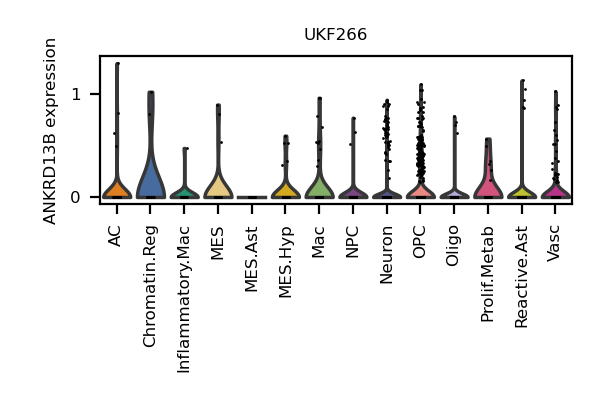 UKF266
ANKRD13B expression
1
0
AC
Chromatin.Reg
Inflammatory.Mac
MES
MES.Ast
MES.Hyp
Mac
NPC
Neuron
OPC
Oligo
Prolif.Metab
Reactive.Ast
Vasc